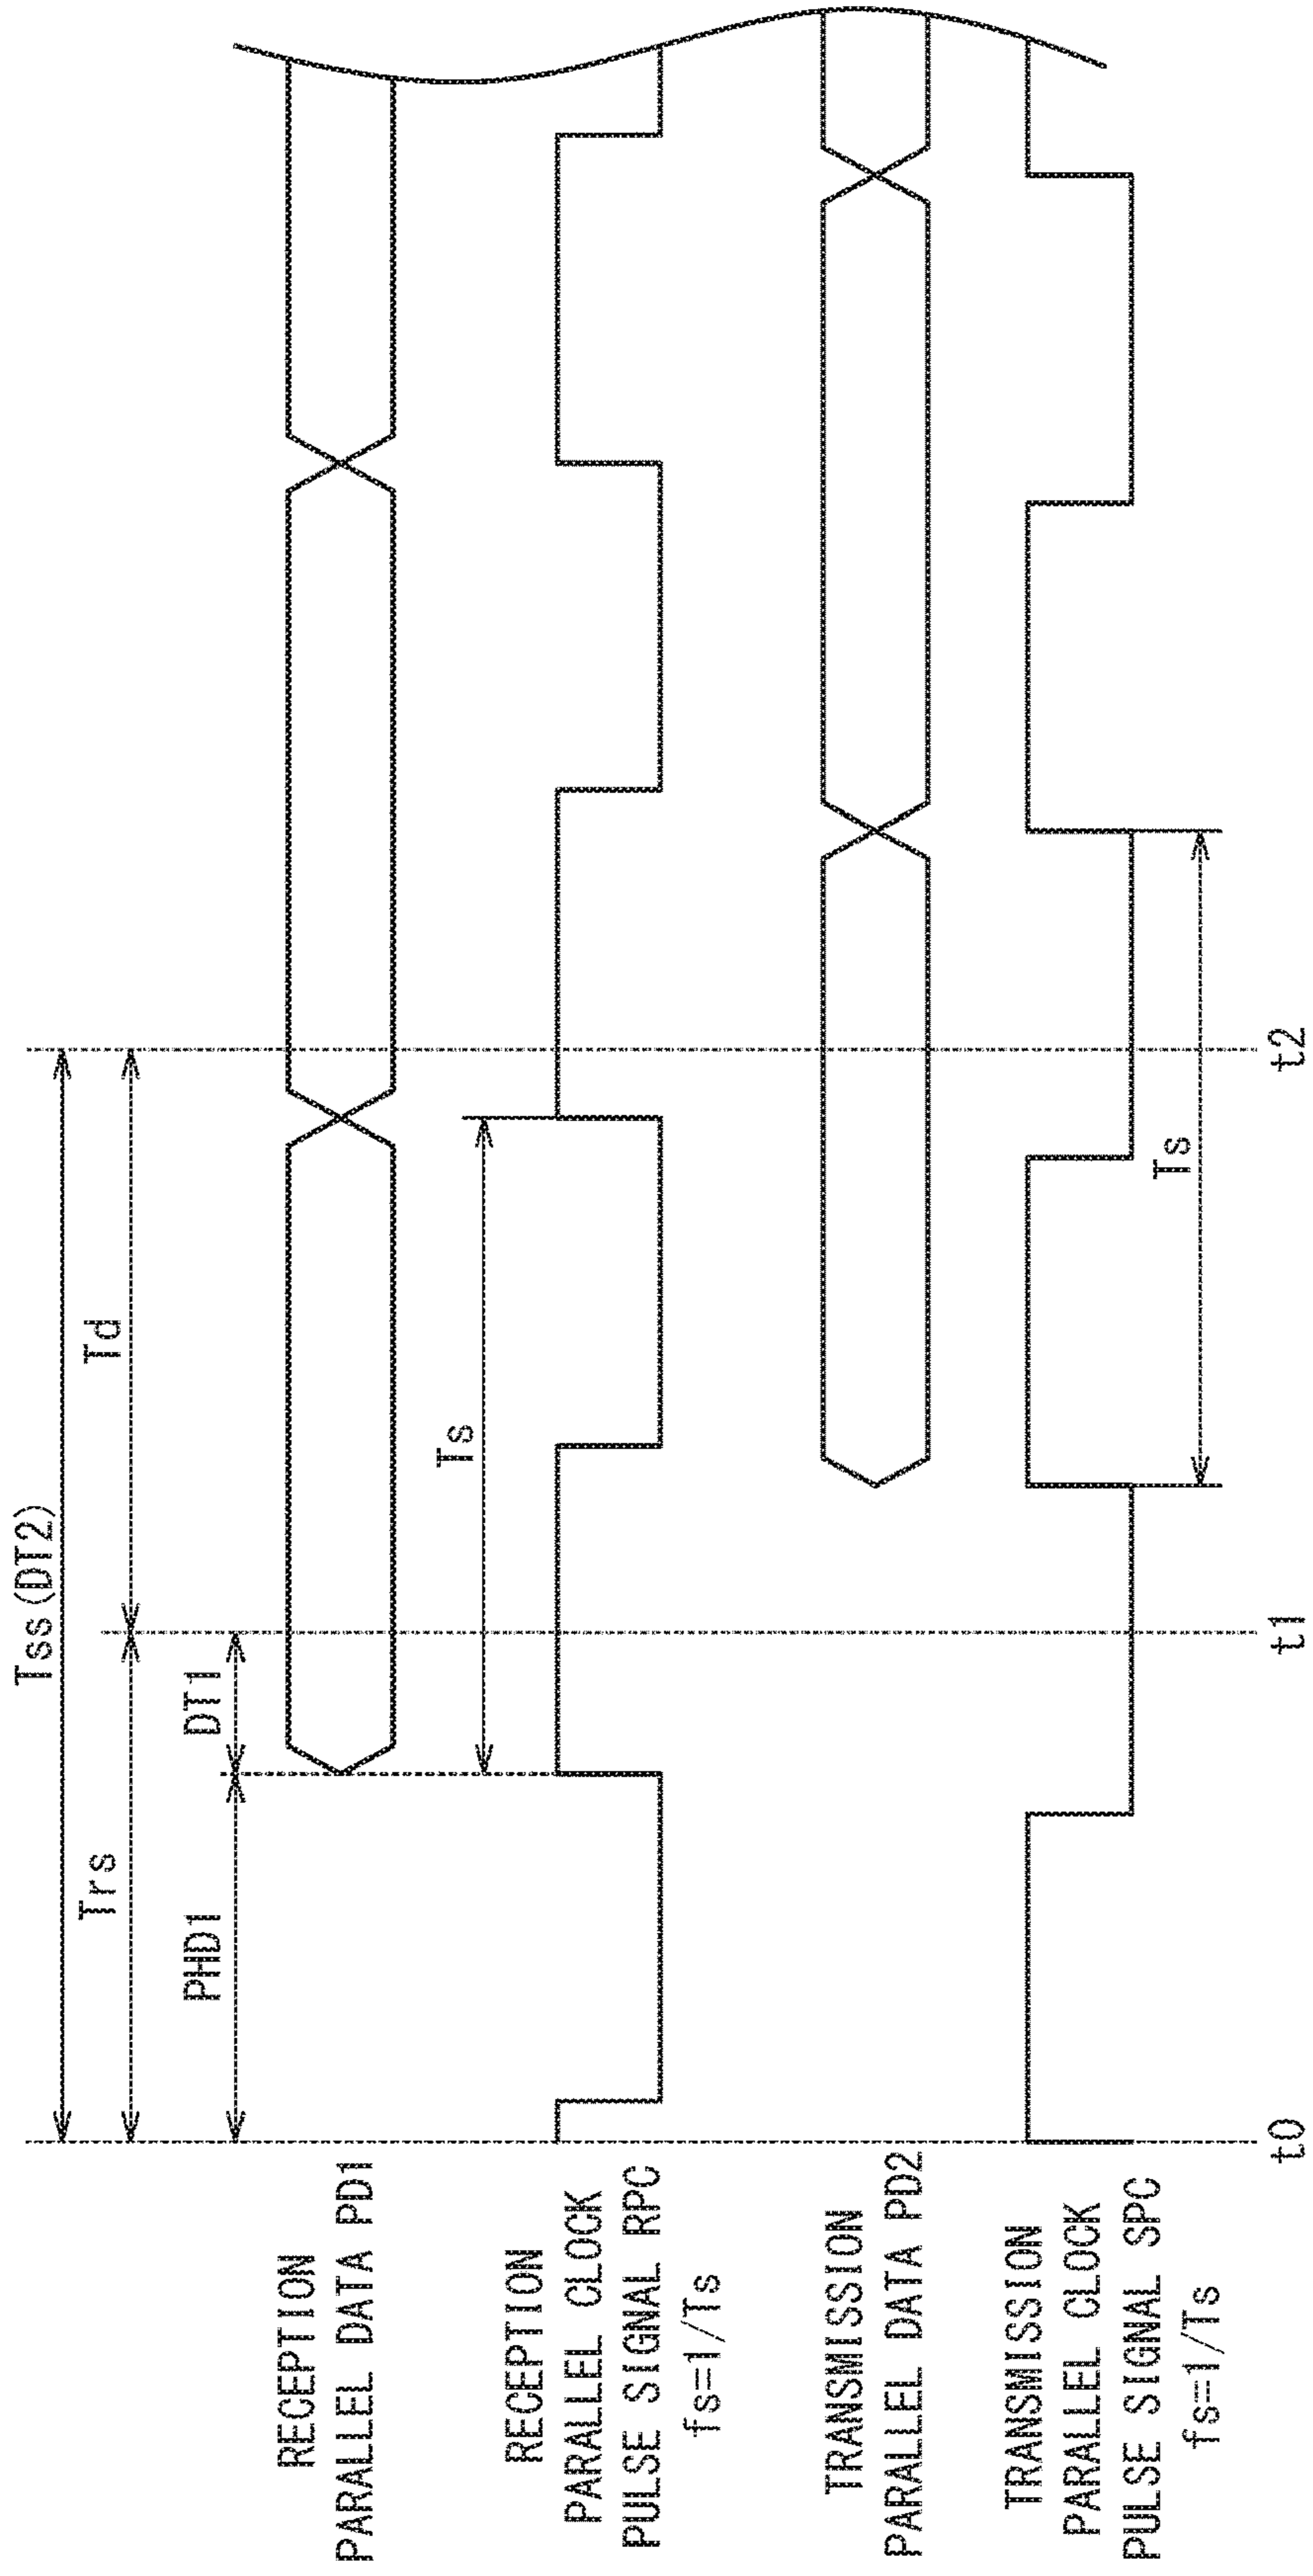 Tss(DT2)
Trs
Td
PHD1
DT1
RECEPTION
PARALLEL DATA PD1
Ts
RECEPTION
PARALLEL CLOCK
PULSE SIGNAL RPC
fs=1/Ts
TRANSMISSION
PARALLEL DATA PD2
TRANSMISSION
PARALLEL CLOCK
PULSE SIGNAL SPC
fs=1/Ts
Ts
t0
t1
t2